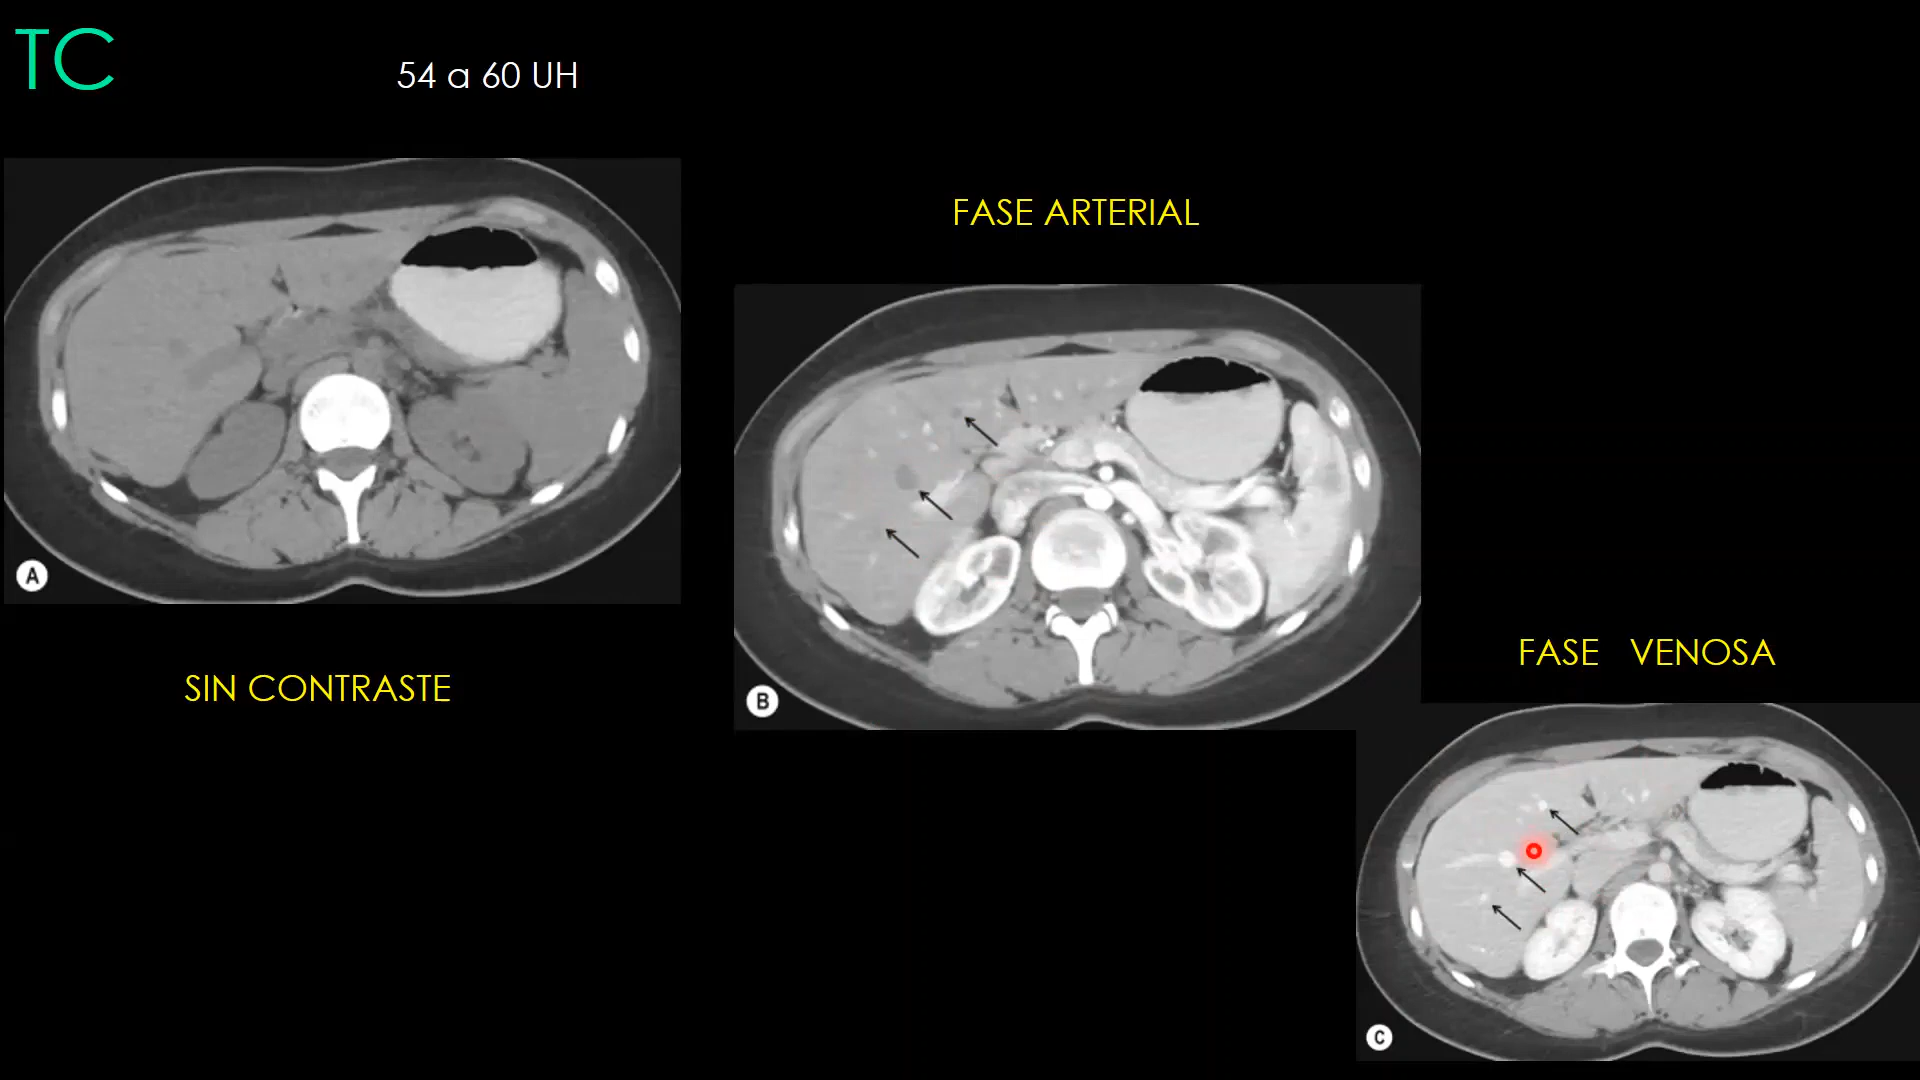 TC
54 a 60 UH
FASE ARTERIAL
A
B
SIN CONTRASTE
FASE VENOSA
C